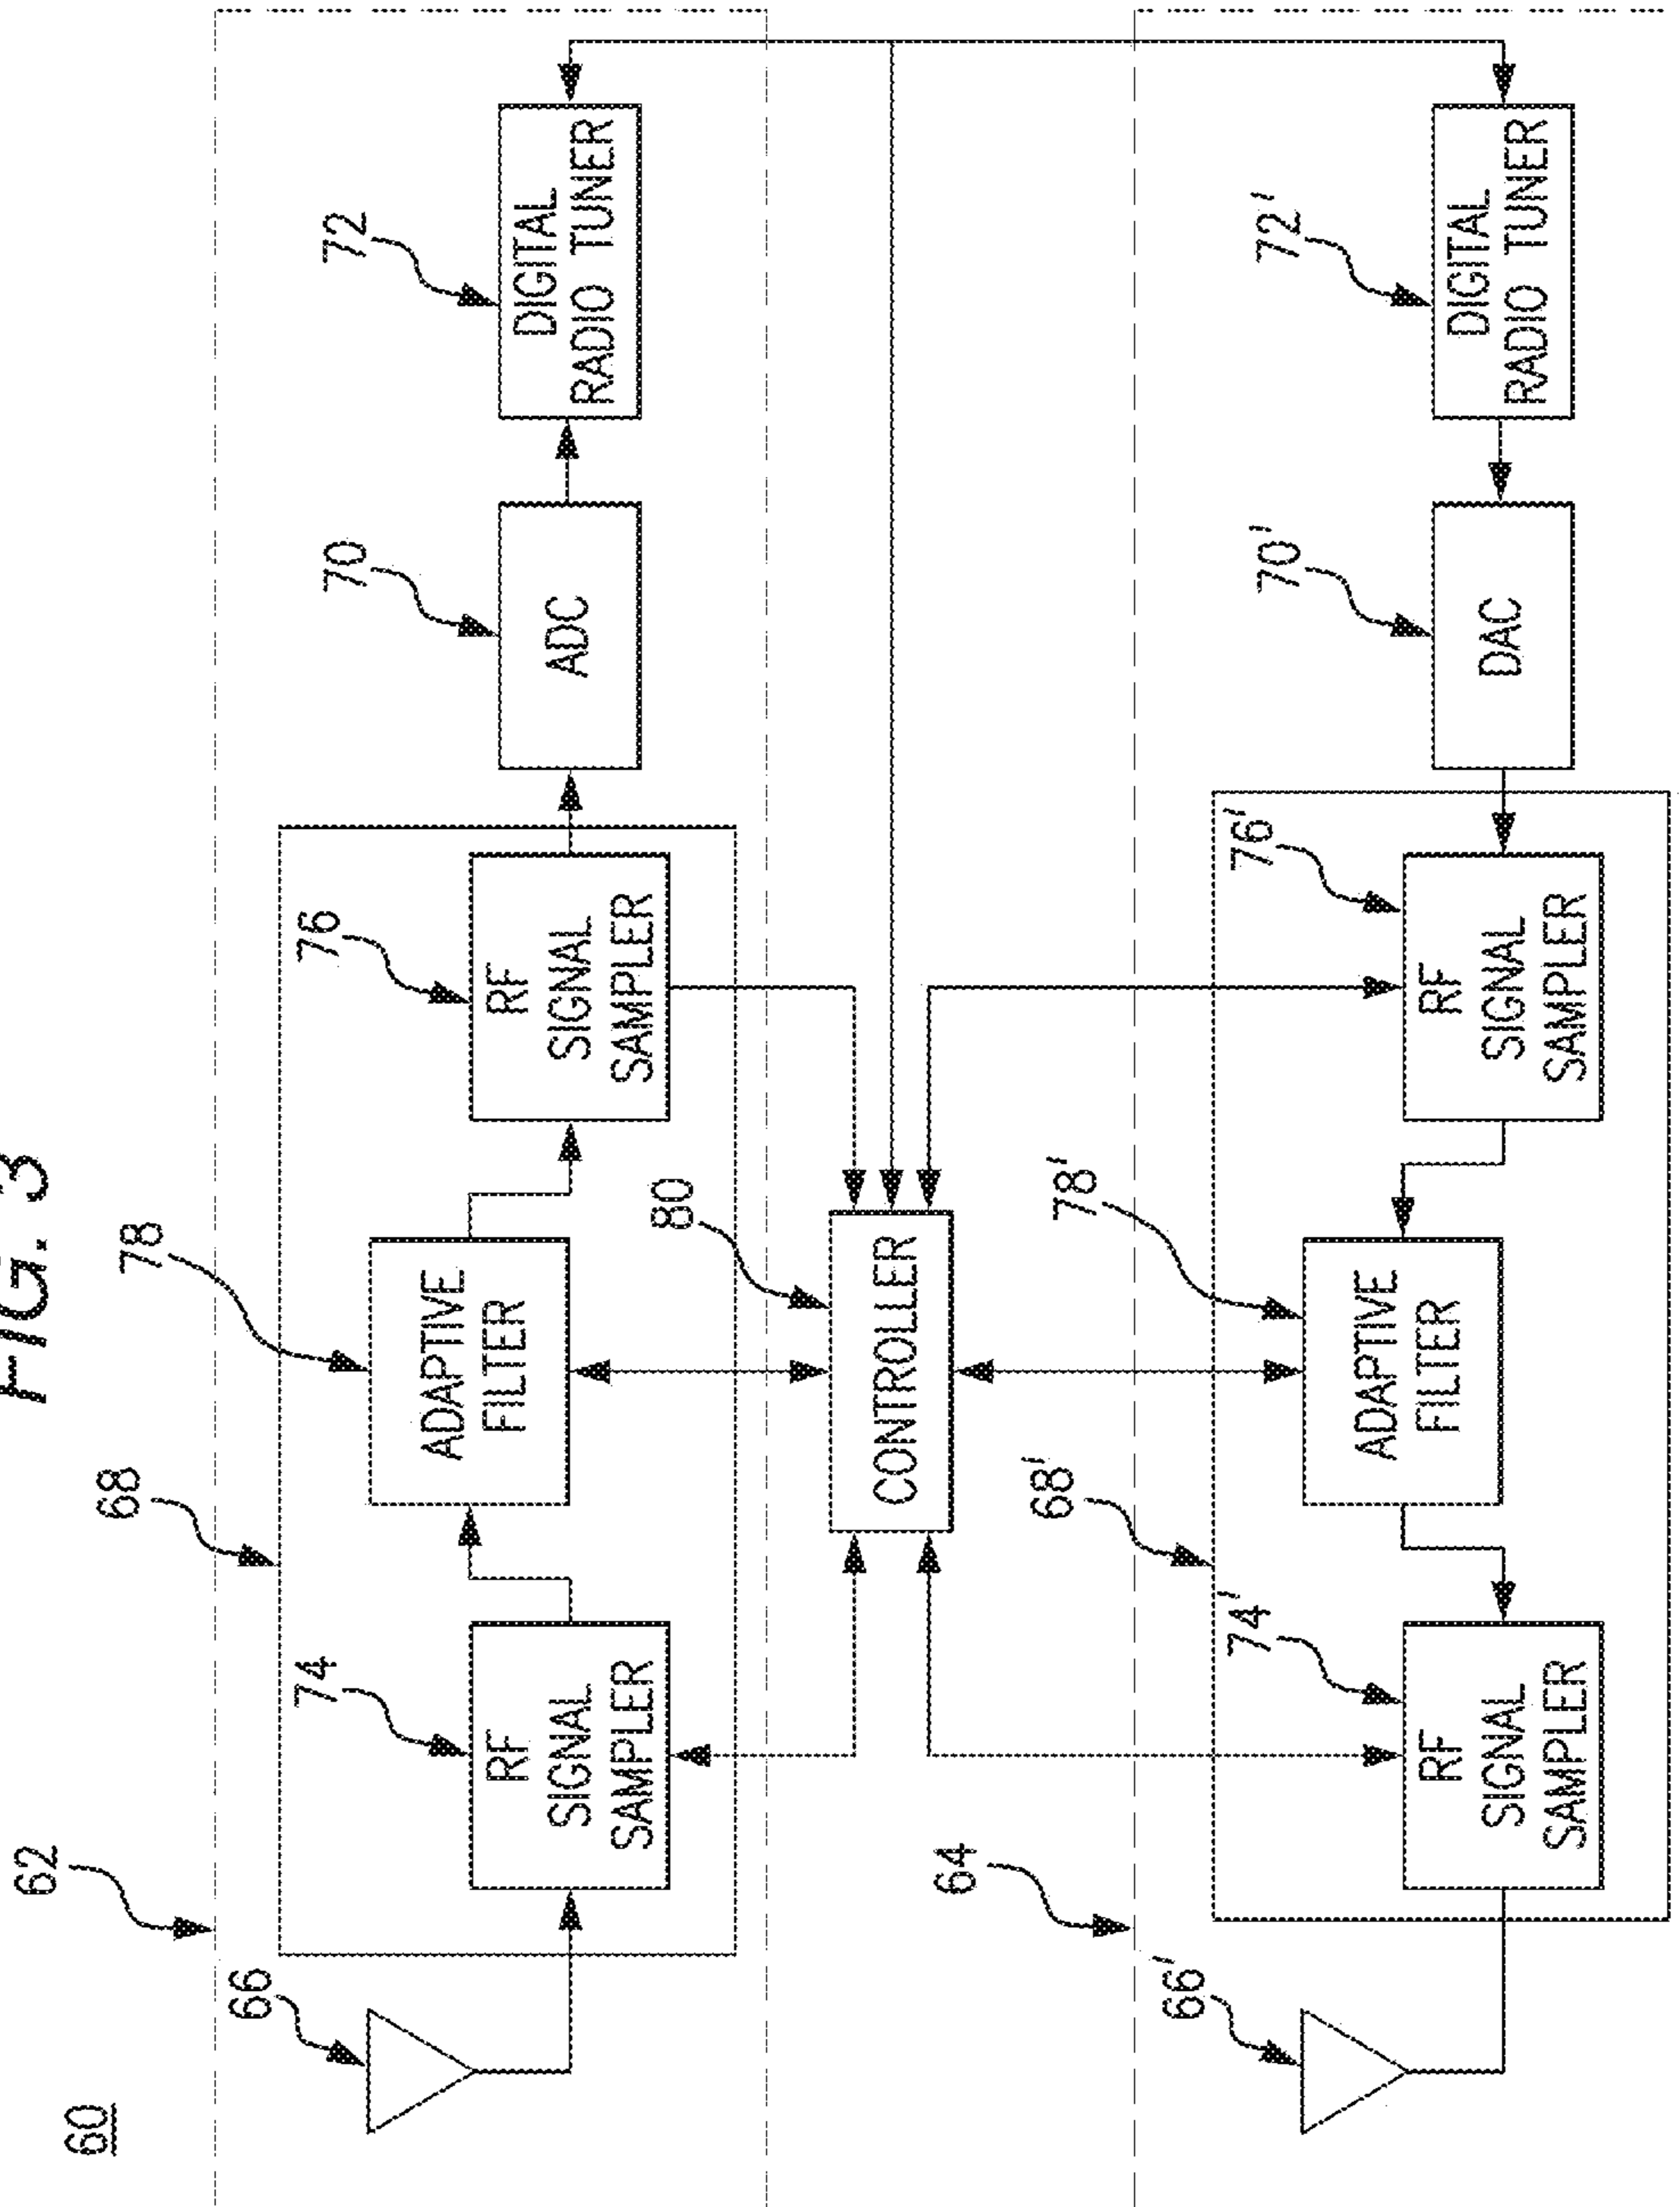 FIG. 3
60
62
66
68
74
RF
SIGNAL
SAMPLER
78
ADAPTIVE
FILTER
76
RF
SIGNAL
SAMPLER
70
ADC
72
DIGITAL
RADIO TUNER
80
CONTROLLER
64
66'
68'
74'
RF
SIGNAL
SAMPLER
78'
ADAPTIVE
FILTER
76'
RF
SIGNAL
SAMPLER
70'
DAC
72'
DIGITAL
RADIO TUNER